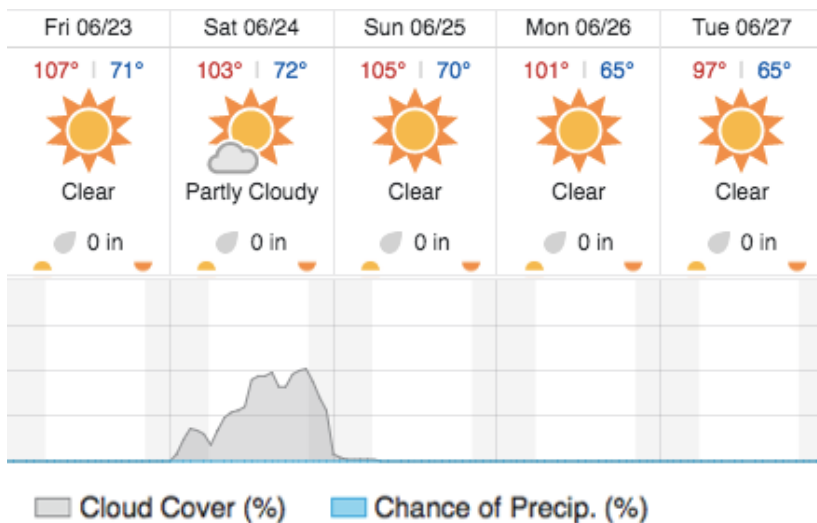 Fri 06/23 Sat 06/24 Sun 06/25 Mon 06/26 Tue 06/27
107° | 71° 103° | 72° 105° | 70° 101° | 65° 97° | 65°
Clear Partly Cloudy Clear Clear Clear
0 in 0 in 0 in 0 in 0 in
Cloud Cover (%) Chance of Precip. (%)